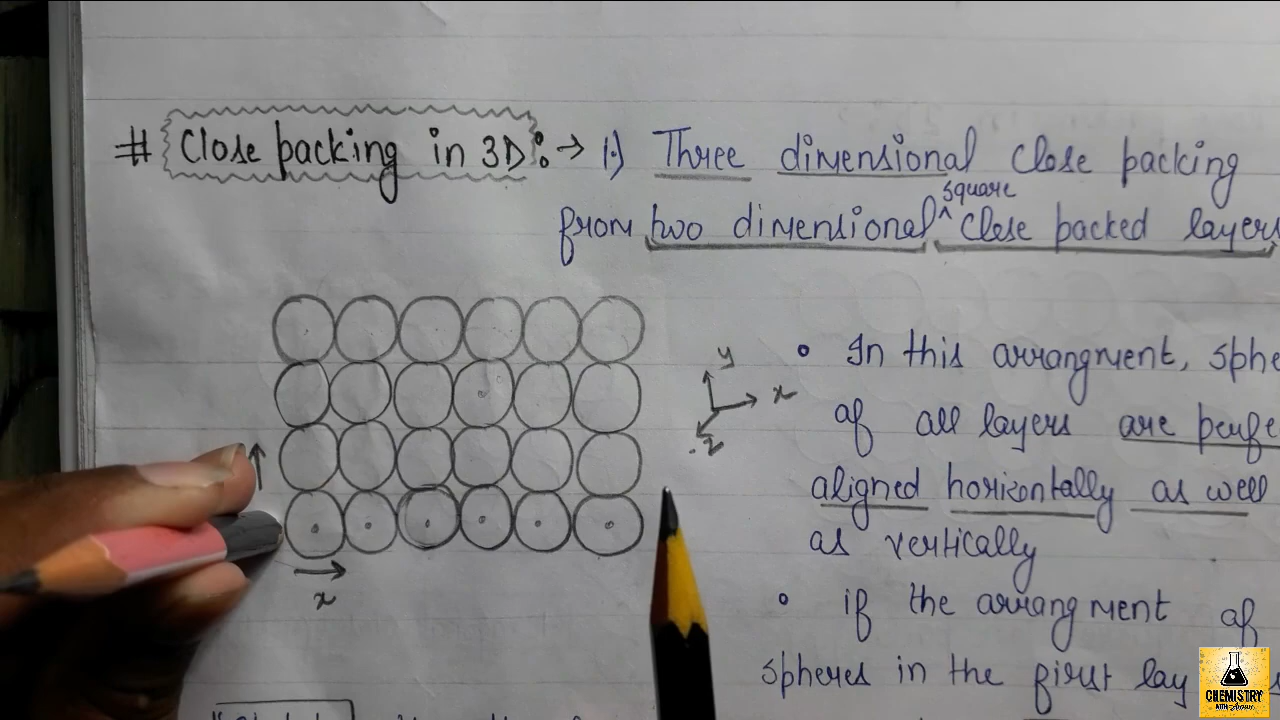 # Close packing in 3D :→ 1.) Three dimensional close packing
square
from two dimensional ^ close packed layers
y
x
z
• In this arrangment, sphe
of all layers are perfe
aligned horizontally as well
as vertically
x
• if the arrangment of
spheres in the first lay
CHEMISTRY
WITH